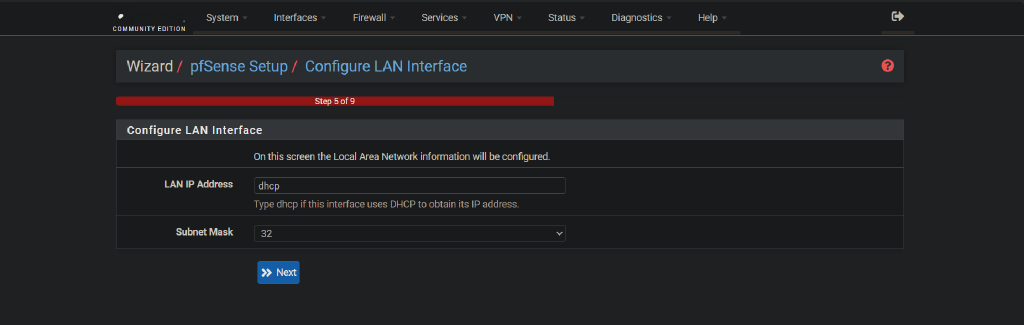 System Interfaces Firewall Services VPN Status Diagnostics Help
COMMUNITY EDITION
Wizard / pfSense Setup / Configure LAN Interface
Step 5 of 9
Configure LAN Interface
On this screen the Local Area Network information will be configured.
LAN IP Address dhcp
Type dhcp if this interface uses DHCP to obtain its IP address.
Subnet Mask 32
Next